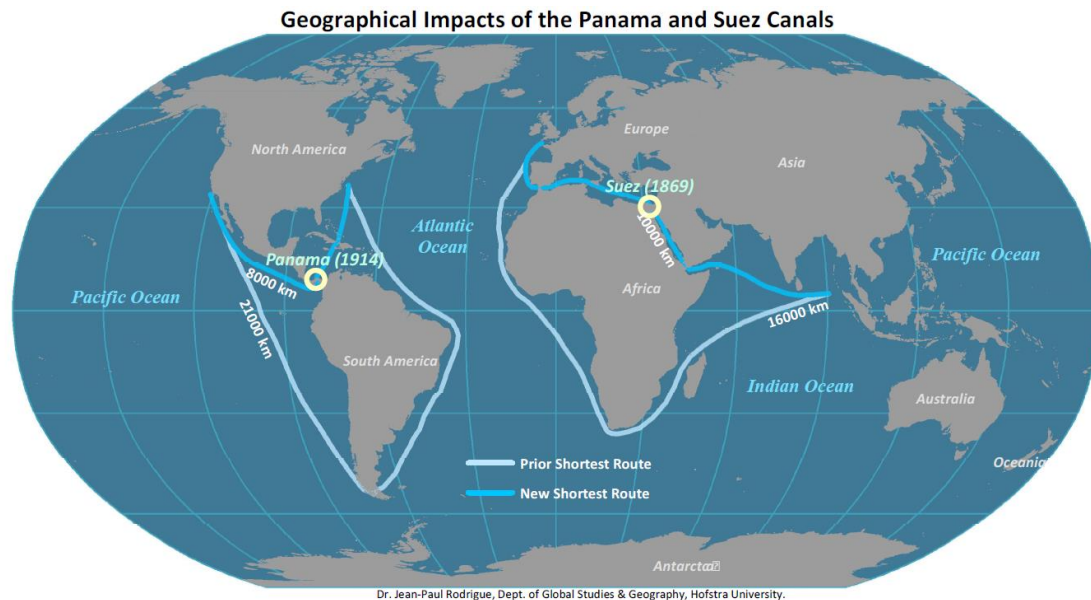 Geographical Impacts of the Panama and Suez Canals
North America
Europe
Asia
Suez (1869)
10000 km
Atlantic
Ocean
Panama (1914)
8000 km
21000 km
Pacific Ocean
Pacific Ocean
Africa
16000 km
South America
Indian Ocean
Australia
Prior Shortest Route
New Shortest Route
Oceania
Dr. Jean-Paul Rodrigue, Dept. of Global Studies & Geography, Hofstra University.